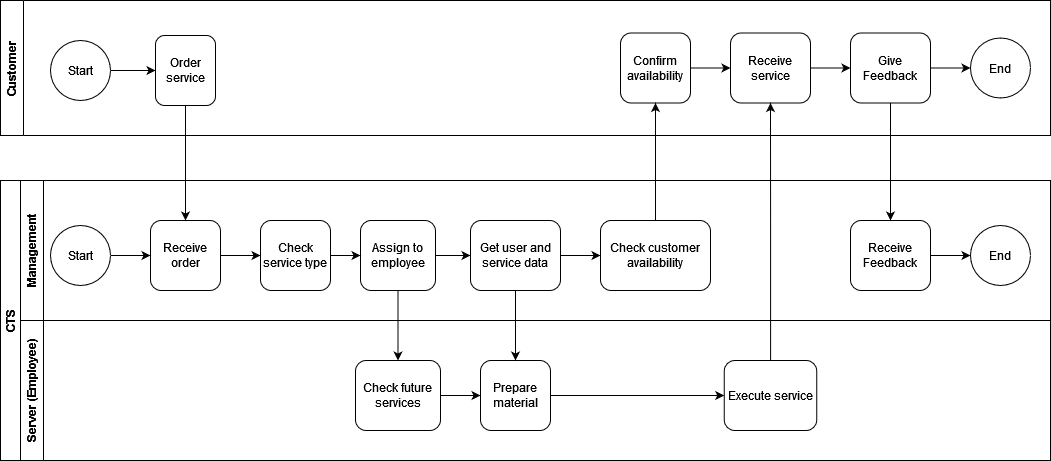 Customer
Start
Order
service
Confirm
availability
Receive
service
Give
Feedback
End
CTS
Management
Start
Receive
order
Check
service type
Assign to
employee
Get user and
service data
Check customer
availability
Receive
Feedback
End
Server (Employee)
Check future
services
Prepare
material
Execute service